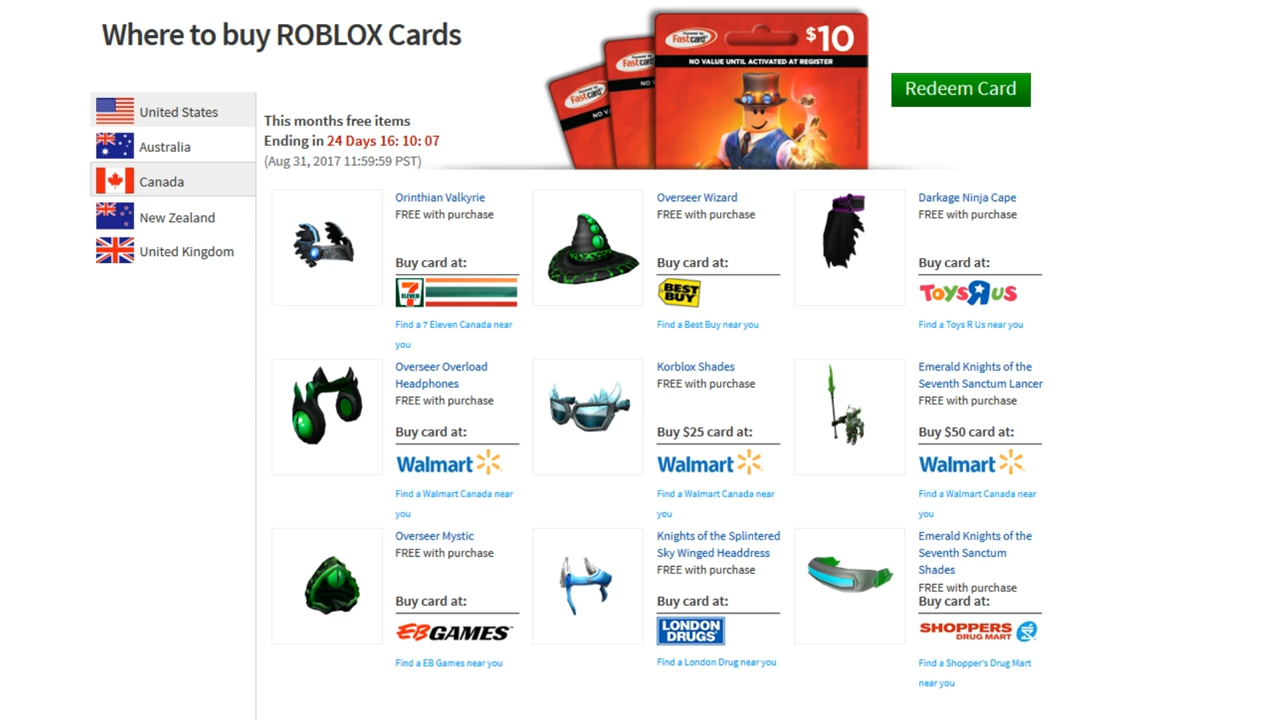 Where to buy ROBLOX Cards
Powered by
Fastcard
$10
NO VALUE UNTIL ACTIVATED AT REGISTER
Redeem Card
United States
Australia
Canada
New Zealand
United Kingdom
This months free items
Ending in 24 Days 16: 10: 07
(Aug 31, 2017 11:59:59 PST)
Orinthian Valkyrie
FREE with purchase
Buy card at:
7 ELEVEN
Find a 7 Eleven Canada near
you
Overseer Wizard
FREE with purchase
Buy card at:
BEST
BUY
Find a Best Buy near you
Darkage Ninja Cape
FREE with purchase
Buy card at:
ToysЯUs
Find a Toys R Us near you
Overseer Overload
Headphones
FREE with purchase
Buy card at:
Walmart
Find a Walmart Canada near
you
Korblox Shades
FREE with purchase
Buy $25 card at:
Walmart
Find a Walmart Canada near
you
Emerald Knights of the
Seventh Sanctum Lancer
FREE with purchase
Buy $50 card at:
Walmart
Find a Walmart Canada near
you
Overseer Mystic
FREE with purchase
Buy card at:
EBGAMES
Find a EB Games near you
Knights of the Splintered
Sky Winged Headdress
FREE with purchase
Buy card at:
LONDON
DRUGS
Find a London Drug near you
Emerald Knights of the
Seventh Sanctum
Shades
FREE with purchase
Buy card at:
SHOPPERS
DRUG MART
Find a Shopper's Drug Mart
near you